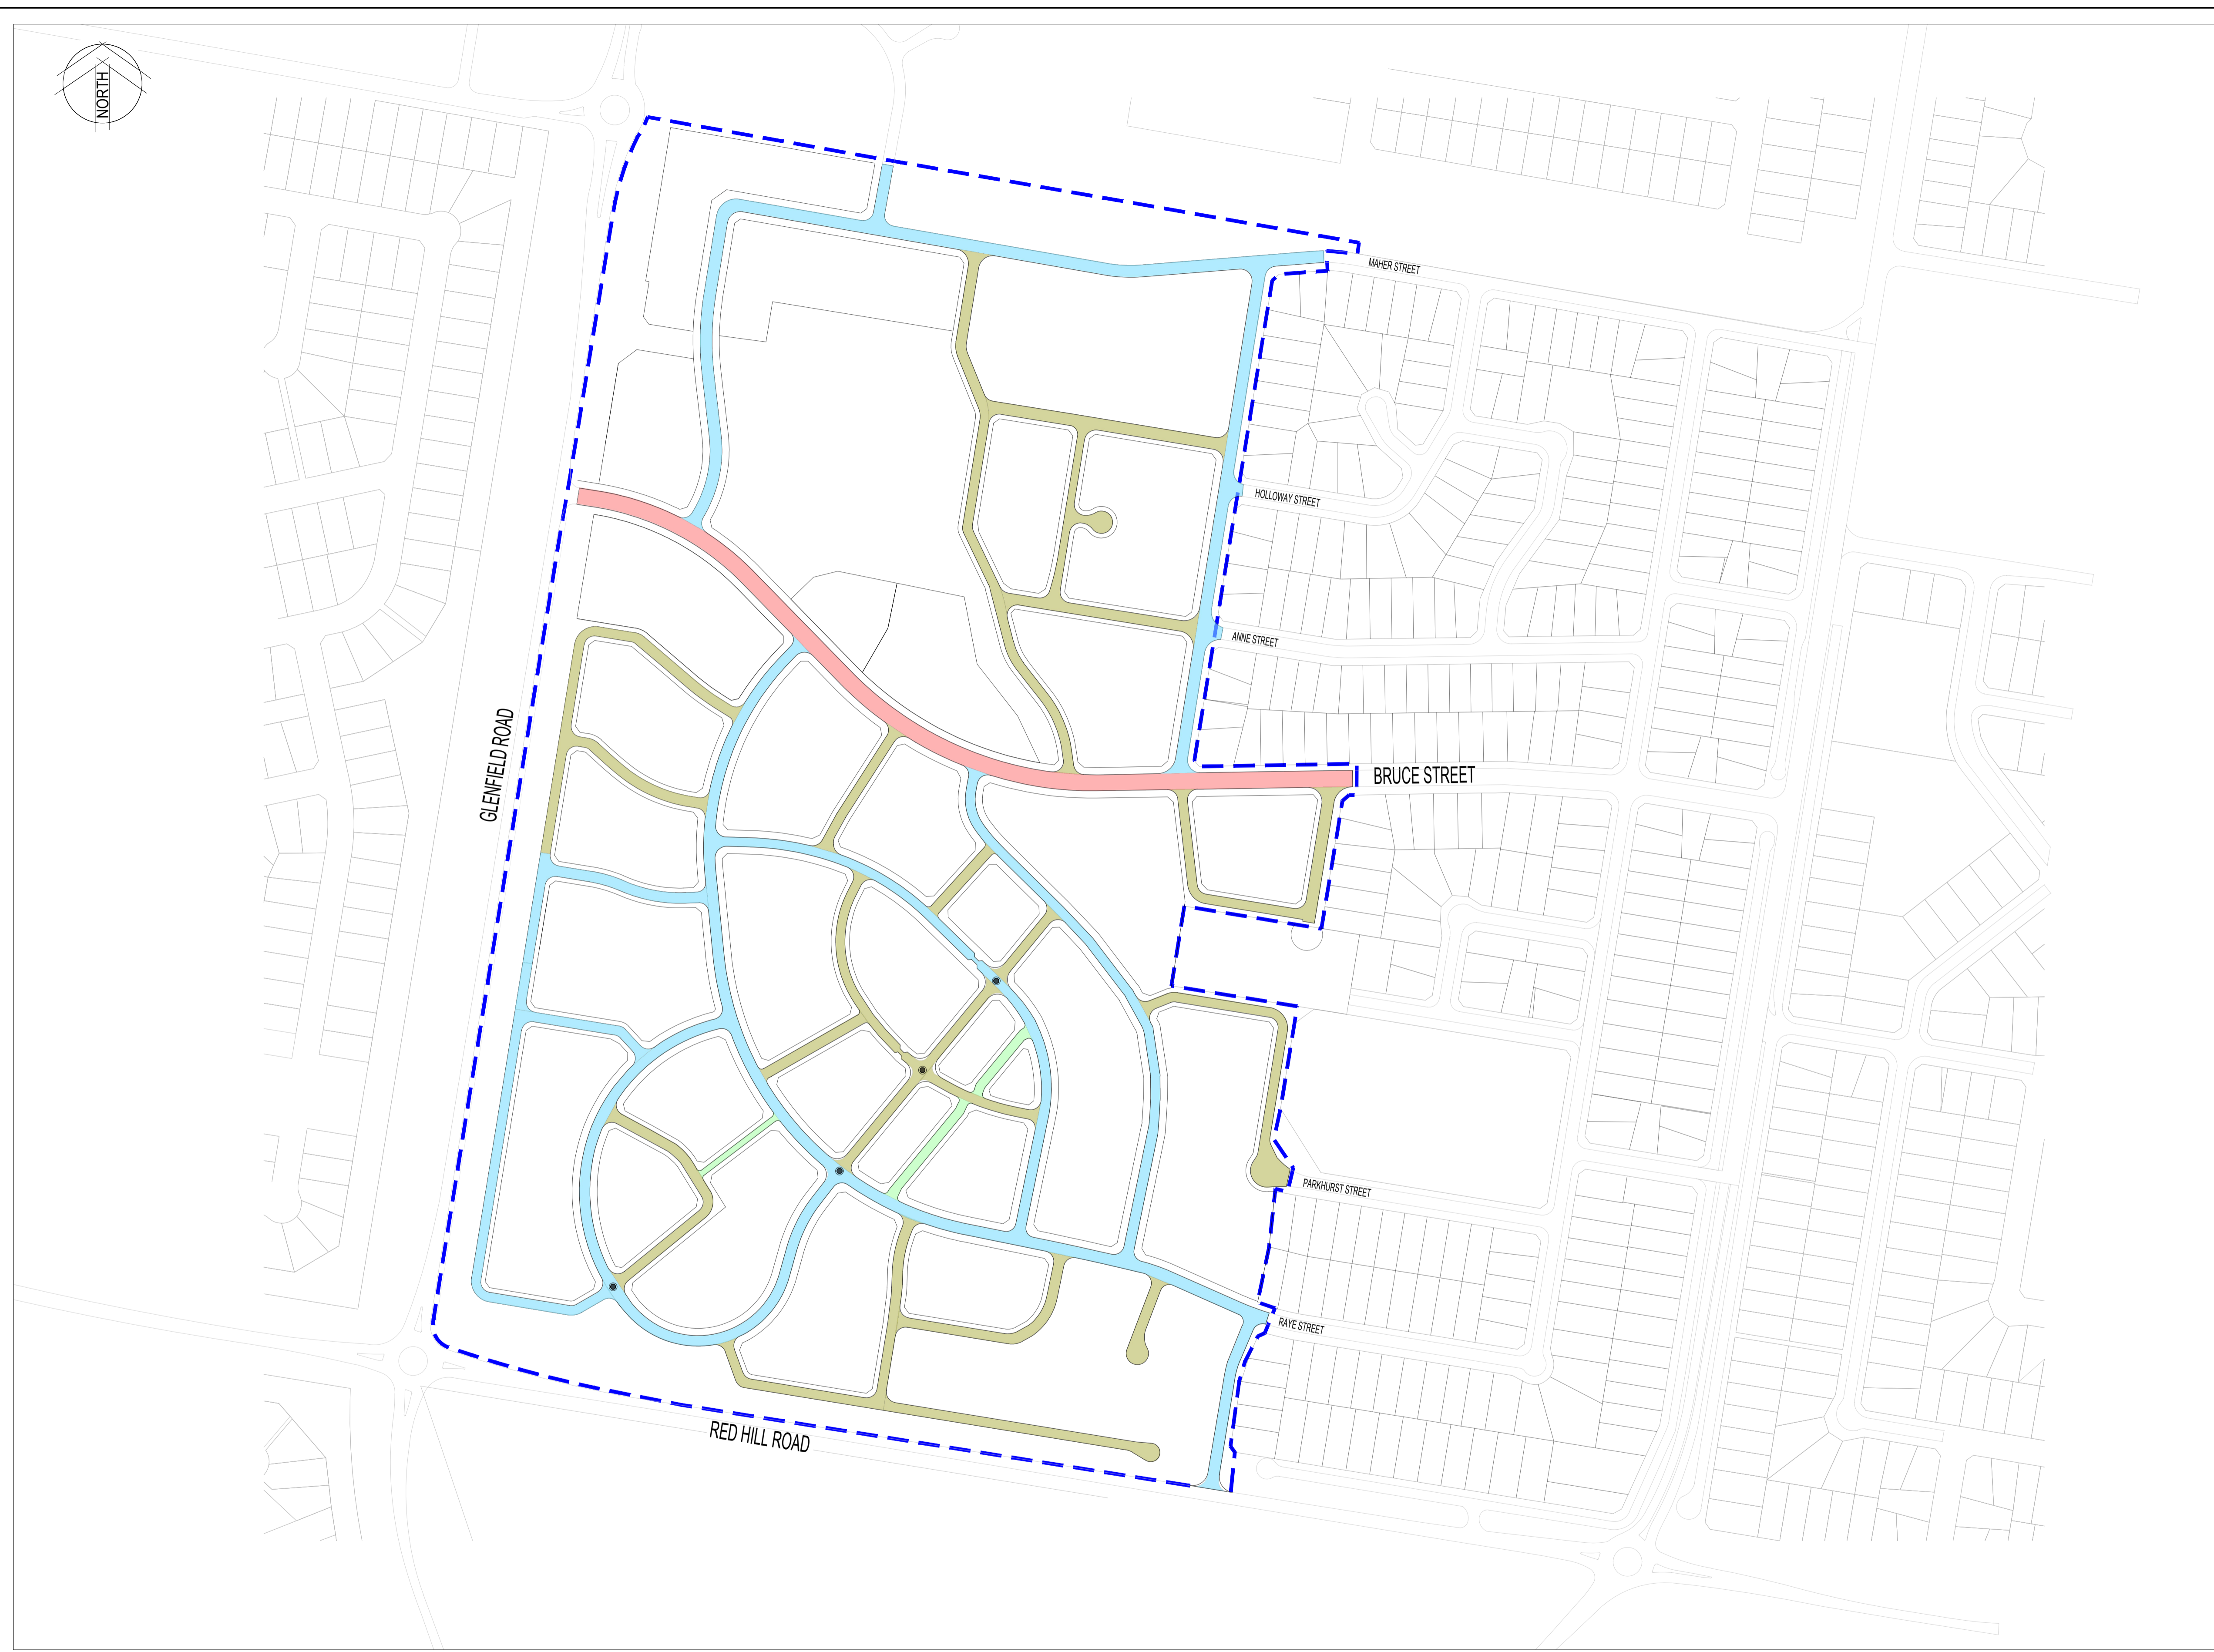 NORTH
MAHER STREET
HOLLOWAY STREET
ANNE STREET
GLENFIELD ROAD
BRUCE STREET
PARKHURST STREET
RAYE STREET
RED HILL ROAD